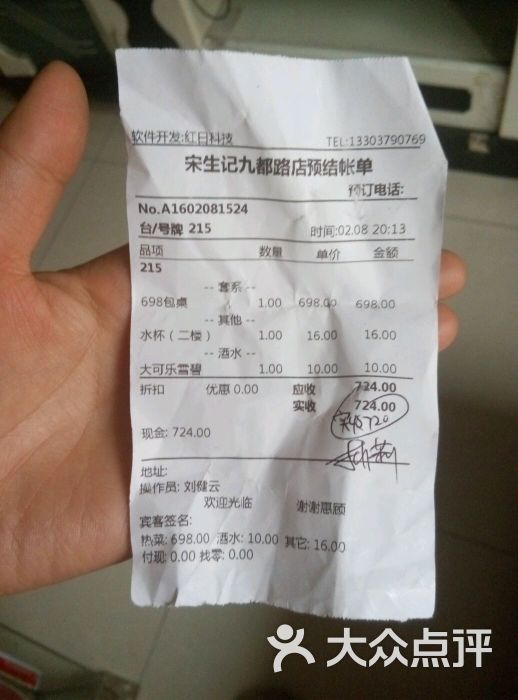 软件开发:紅日科技 TEL:13303790769
宋生记九都路店预结帐单
预订电话:
No.A1602081524
台/号牌 215 时间:02.08 20:13
品项 数量 单价 金额
215
-- 套系 --
698包桌 1.00 698.00 698.00
-- 其他 --
水杯（二楼） 1.00 16.00 16.00
-- 酒水 --
大可乐雪碧 1.00 10.00 10.00
折扣 优惠 0.00 应收 724.00
实收 724.00
实收720
现金: 724.00
地址:
操作员: 刘健云
欢迎光临 谢谢惠顾
宾客签名:
热菜: 698.00 酒水: 10.00 其它: 16.00
付现: 0.00 找零: 0.00
大众点评